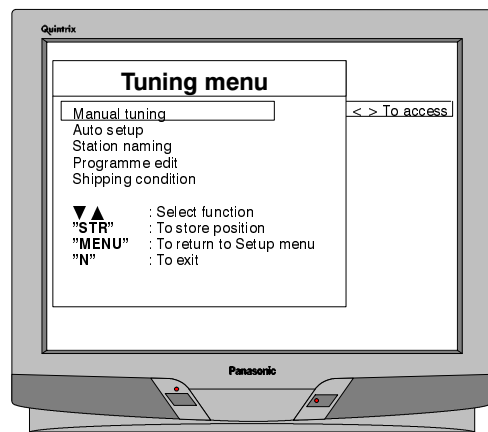 Quintrix
Tuning menu
Manual tuning
< > To access
Auto setup
Station naming
Programme edit
Shipping condition
▼ ▲ : Select function
”STR” : To store position
”MENU” : To return to Setup menu
”N” : To exit
Panasonic